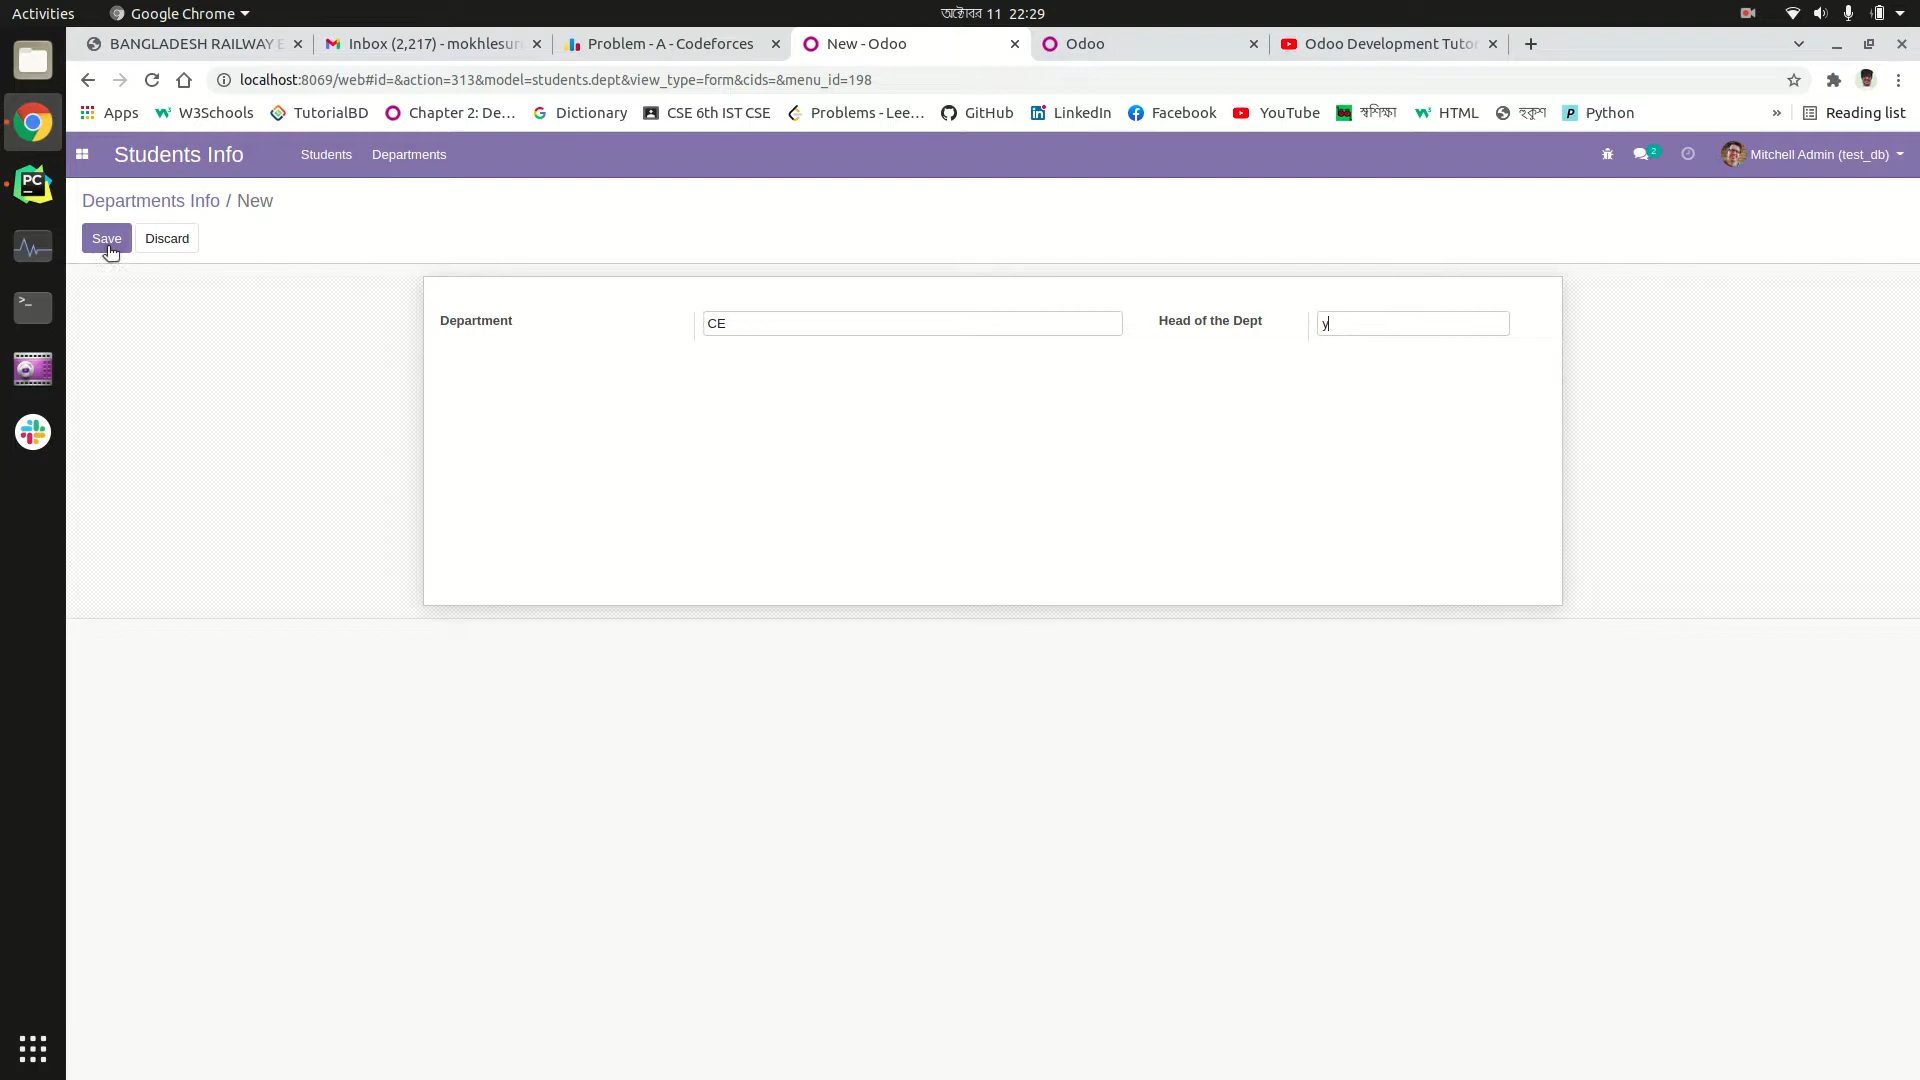 Activities Google Chrome অক্টোবর 11 22:29
BANGLADESH RAILWAY E Inbox (2,217) - mokhlesur Problem - A - Codeforces New - Odoo Odoo Odoo Development Tutor
localhost:8069/web#id=&action=313&model=students.dept&view_type=form&cids=&menu_id=198
Apps W3Schools TutorialBD Chapter 2: De... Dictionary CSE 6th IST CSE Problems - Lee... GitHub LinkedIn Facebook YouTube স্বশিক্ষা HTML হুকুশ Python » Reading list
Students Info Students Departments 2 Mitchell Admin (test_db)
Departments Info / New
Save Discard
Department CE Head of the Dept y